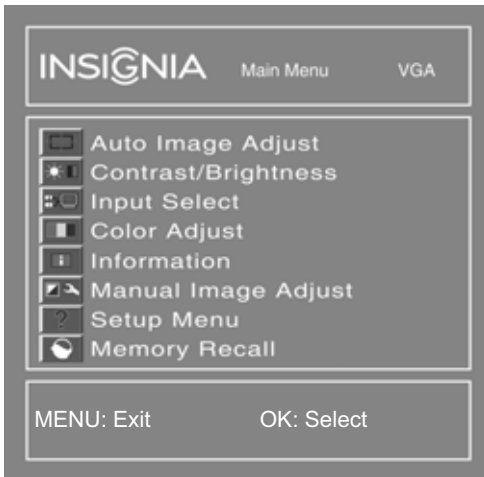 INSIGNIA Main Menu VGA
Auto Image Adjust
Contrast/Brightness
Input Select
Color Adjust
Information
Manual Image Adjust
Setup Menu
Memory Recall
MENU: Exit OK: Select